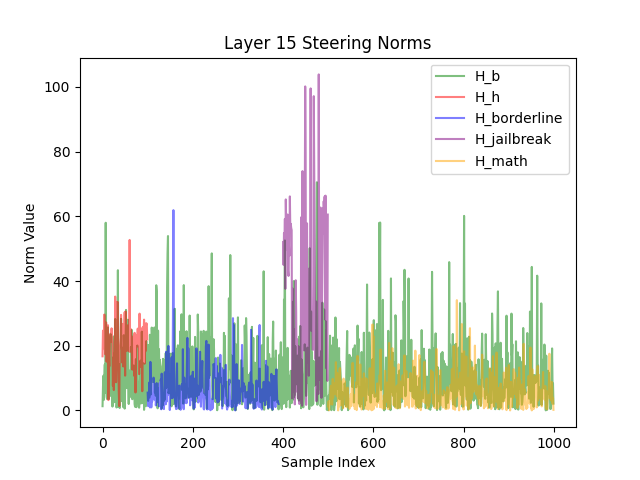 Layer 15 Steering Norms
H_b
H_h
H_borderline
H_jailbreak
H_math
Norm Value
100
80
60
40
20
0
0 200 400 600 800 1000
Sample Index